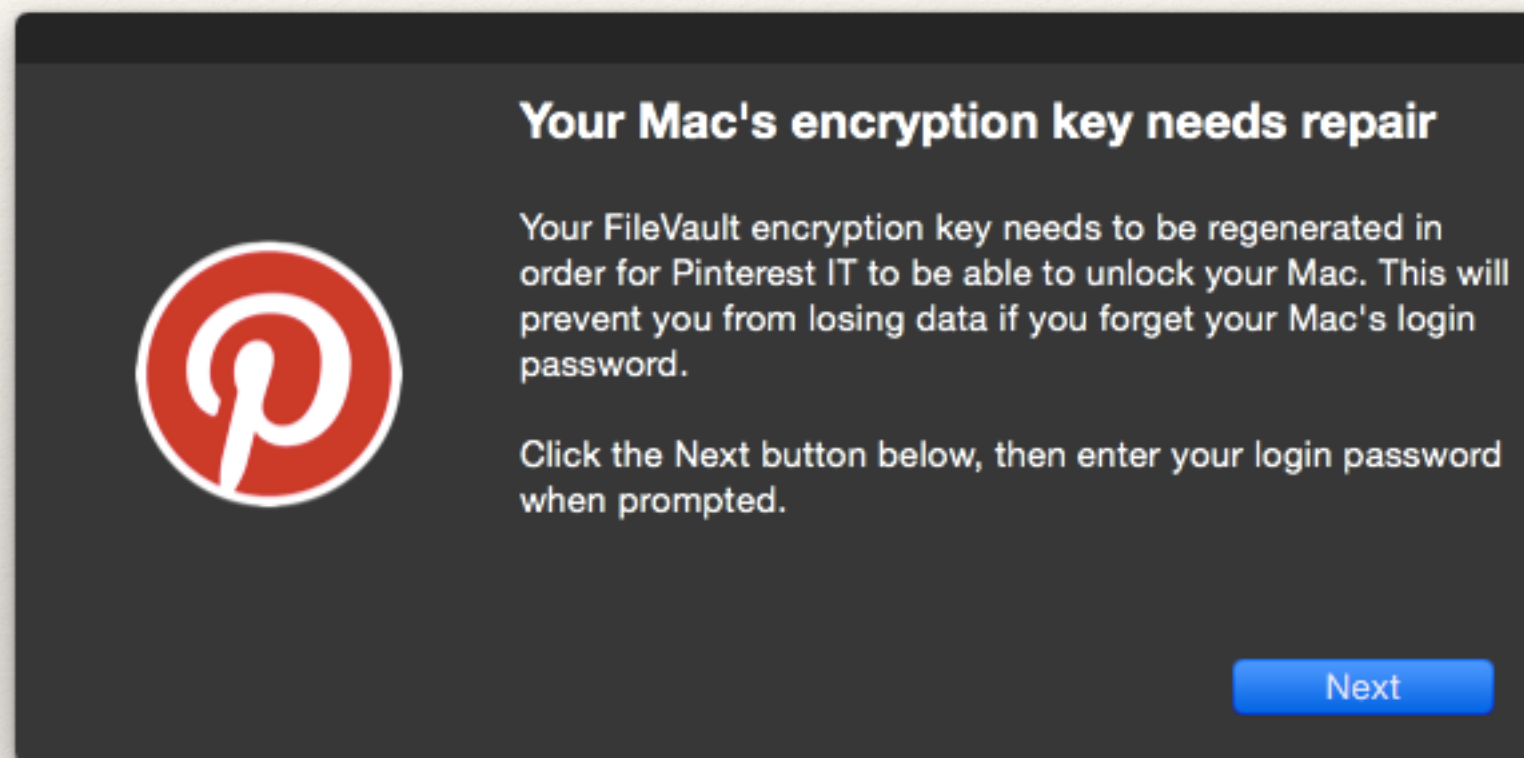 Your Mac's encryption key needs repair
Your FileVault encryption key needs to be regenerated in
order for Pinterest IT to be able to unlock your Mac. This will
prevent you from losing data if you forget your Mac's login
password.
Click the Next button below, then enter your login password
when prompted.
Next